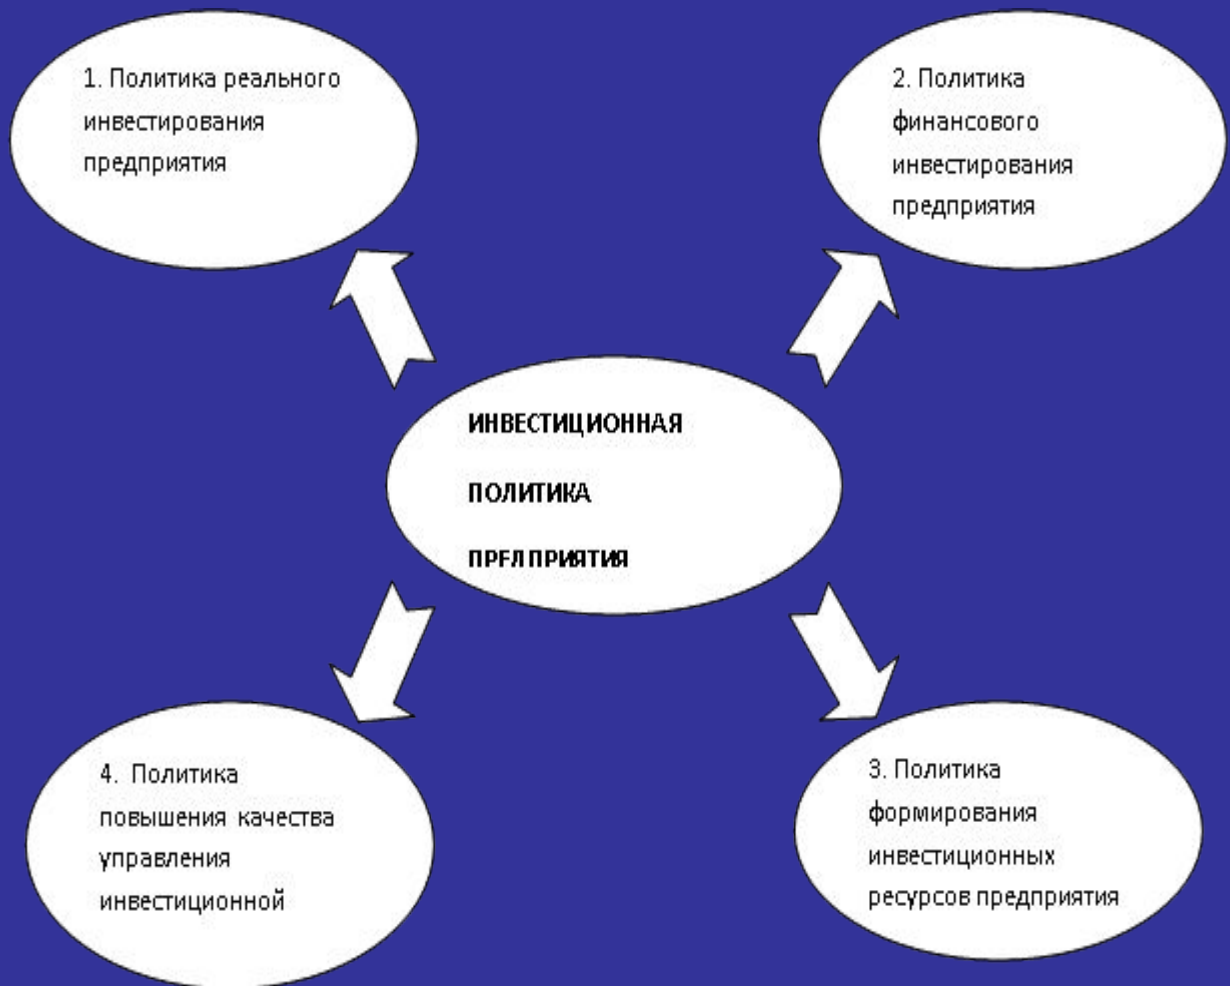 1. Политика реального
инвестирования
предприятия
2. Политика
финансового
инвестирования
предприятия
ИНВЕСТИЦИОННАЯ
ПОЛИТИКА
ПРЕДПРИЯТИЯ
4. Политика
повышения качества
управления
инвестиционной
3. Политика
формирования
инвестиционных
ресурсов предприятия